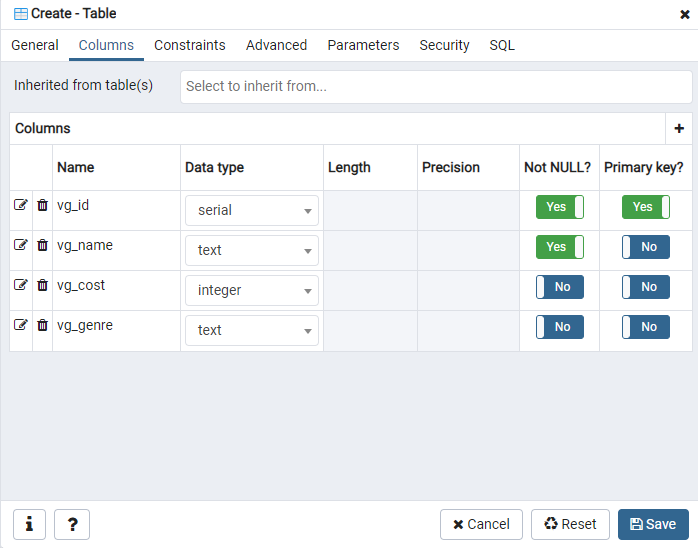 Create - Table
General Columns Constraints Advanced Parameters Security SQL
Inherited from table(s) Select to inherit from...
Columns
Name Data type Length Precision Not NULL? Primary key?
vg_id serial Yes Yes
vg_name text Yes No
vg_cost integer No No
vg_genre text No No
i ? Cancel Reset Save